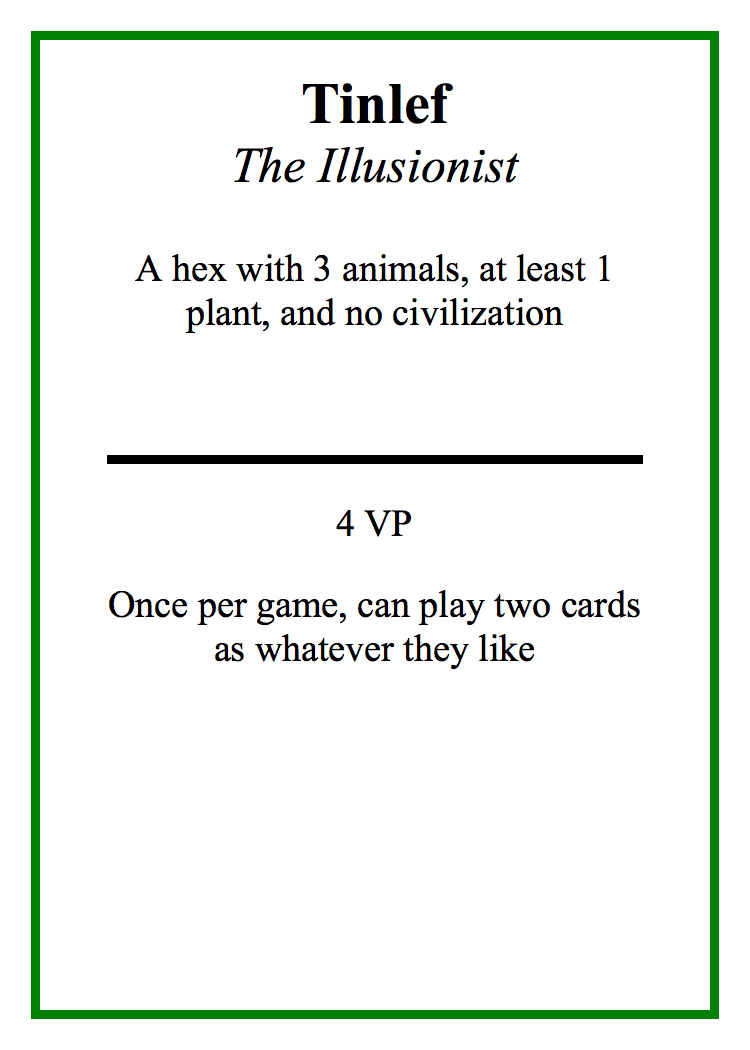 Tinlef
The Illusionist
A hex with 3 animals, at least 1
plant, and no civilization
4 VP
Once per game, can play two cards
as whatever they like